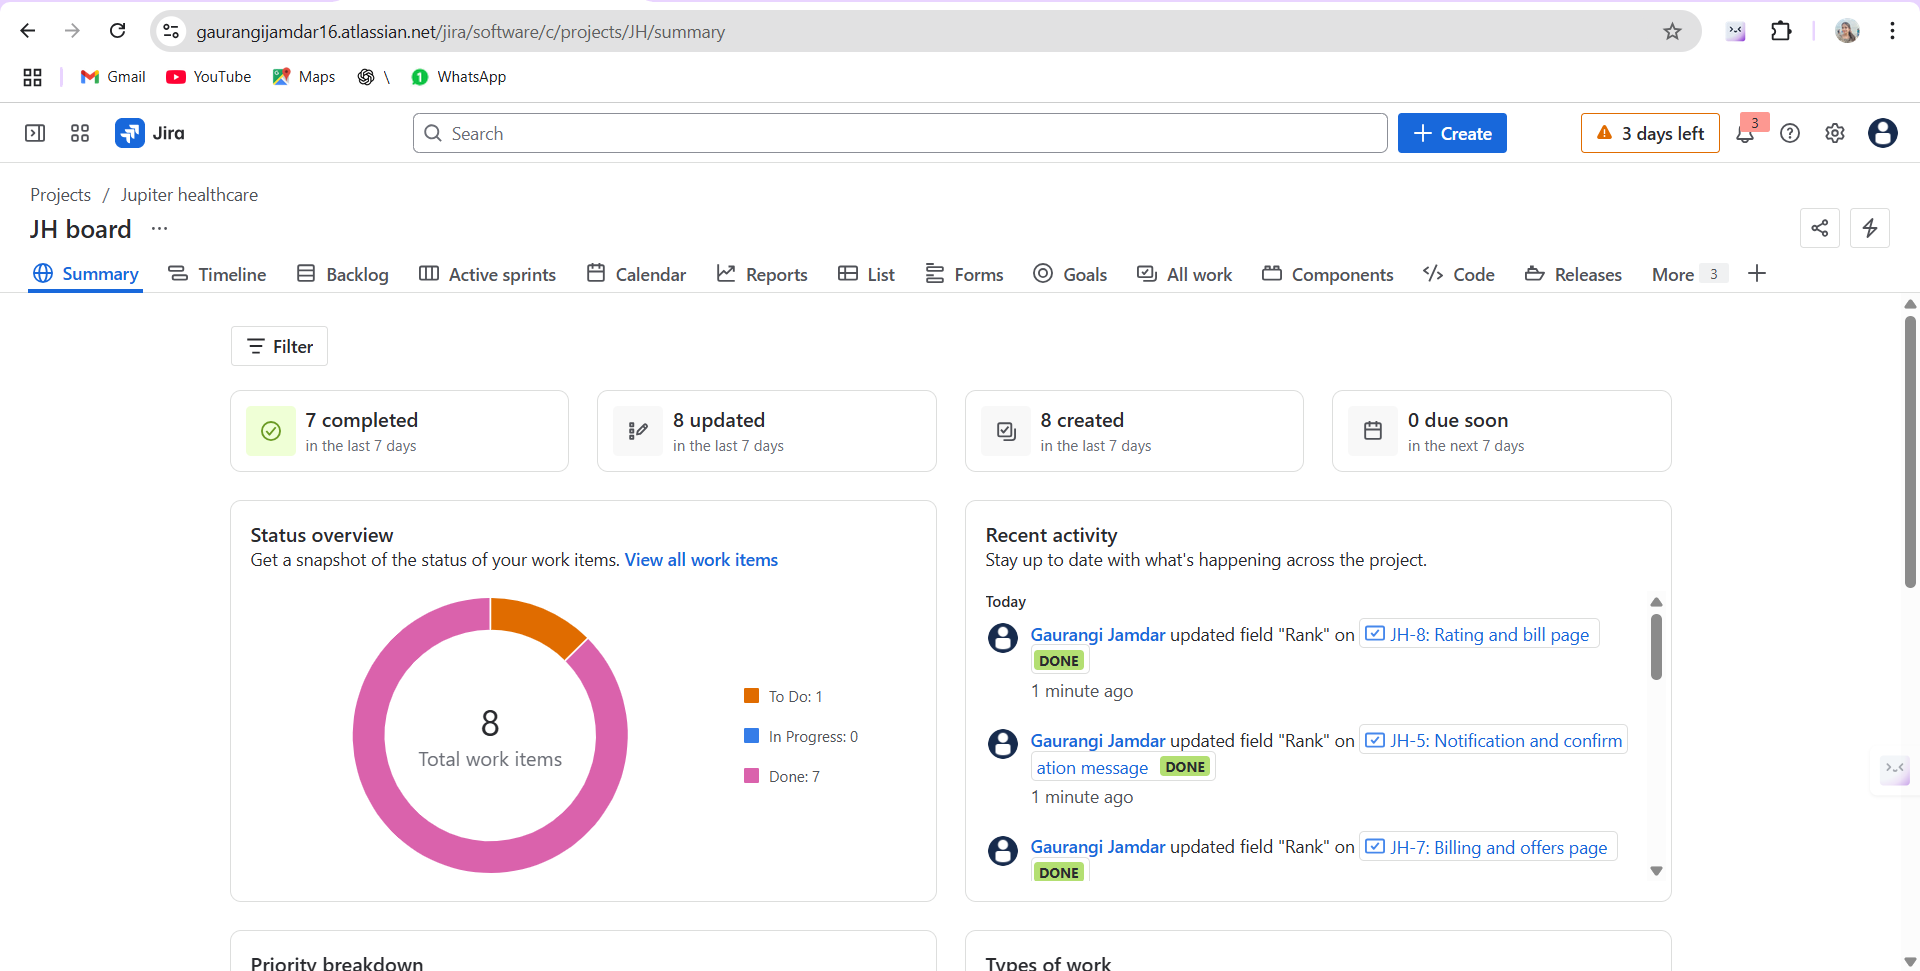 gaurangijamdar16.atlassian.net/jira/software/c/projects/JH/summary
Gmail YouTube Maps \ 1 WhatsApp
Jira Search Create 3 days left 3
Projects / Jupiter healthcare
JH board ...
Summary Timeline Backlog Active sprints Calendar Reports List Forms Goals All work Components Code Releases More 3
Filter
7 completed
in the last 7 days
8 updated
in the last 7 days
8 created
in the last 7 days
0 due soon
in the next 7 days
Status overview
Get a snapshot of the status of your work items. View all work items
8
Total work items
To Do: 1
In Progress: 0
Done: 7
Recent activity
Stay up to date with what's happening across the project.
Today
Gaurangi Jamdar updated field "Rank" on JH-8: Rating and bill page
DONE
1 minute ago
Gaurangi Jamdar updated field "Rank" on JH-5: Notification and confirm
ation message DONE
1 minute ago
Gaurangi Jamdar updated field "Rank" on JH-7: Billing and offers page
DONE
Priority breakdown
Types of work